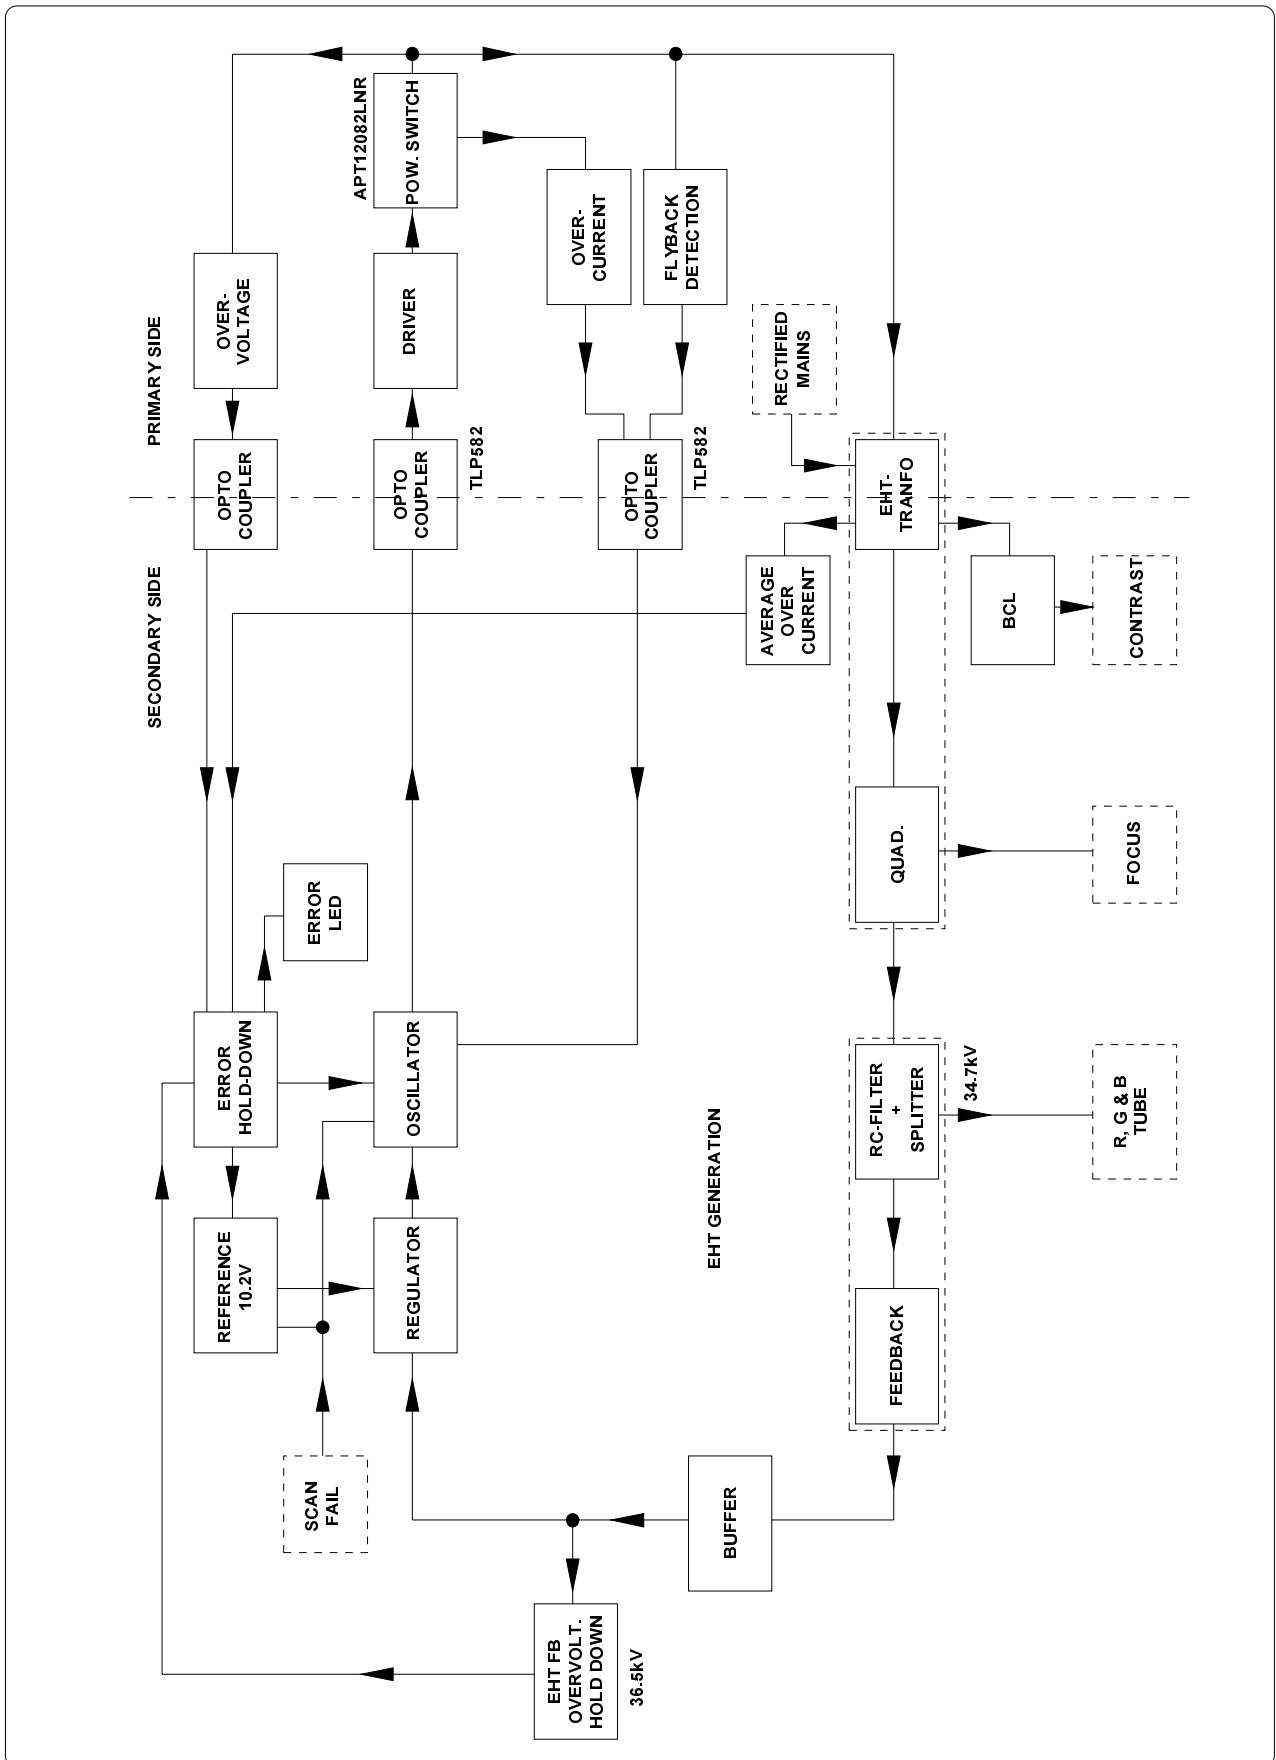 EHT FB
OVERVOLT.
HOLD DOWN
36.5kV
SCAN
FAIL
BUFFER
REFERENCE
10.2V
REGULATOR
FEEDBACK
EHT GENERATION
ERROR
HOLD-DOWN
OSCILLATOR
RC-FILTER
+
SPLITTER
34.7kV
R, G & B
TUBE
ERROR
LED
QUAD.
FOCUS
SECONDARY SIDE
AVERAGE
OVER
CURRENT
BCL
CONTRAST
OPTO
COUPLER
OPTO
COUPLER
TLP582
OPTO
COUPLER
TLP582
EHT-
TRANFO
PRIMARY SIDE
OVER-
VOLTAGE
DRIVER
RECTIFIED
MAINS
OVER-
CURRENT
FLYBACK
DETECTION
APT12082LNR
POW. SWITCH